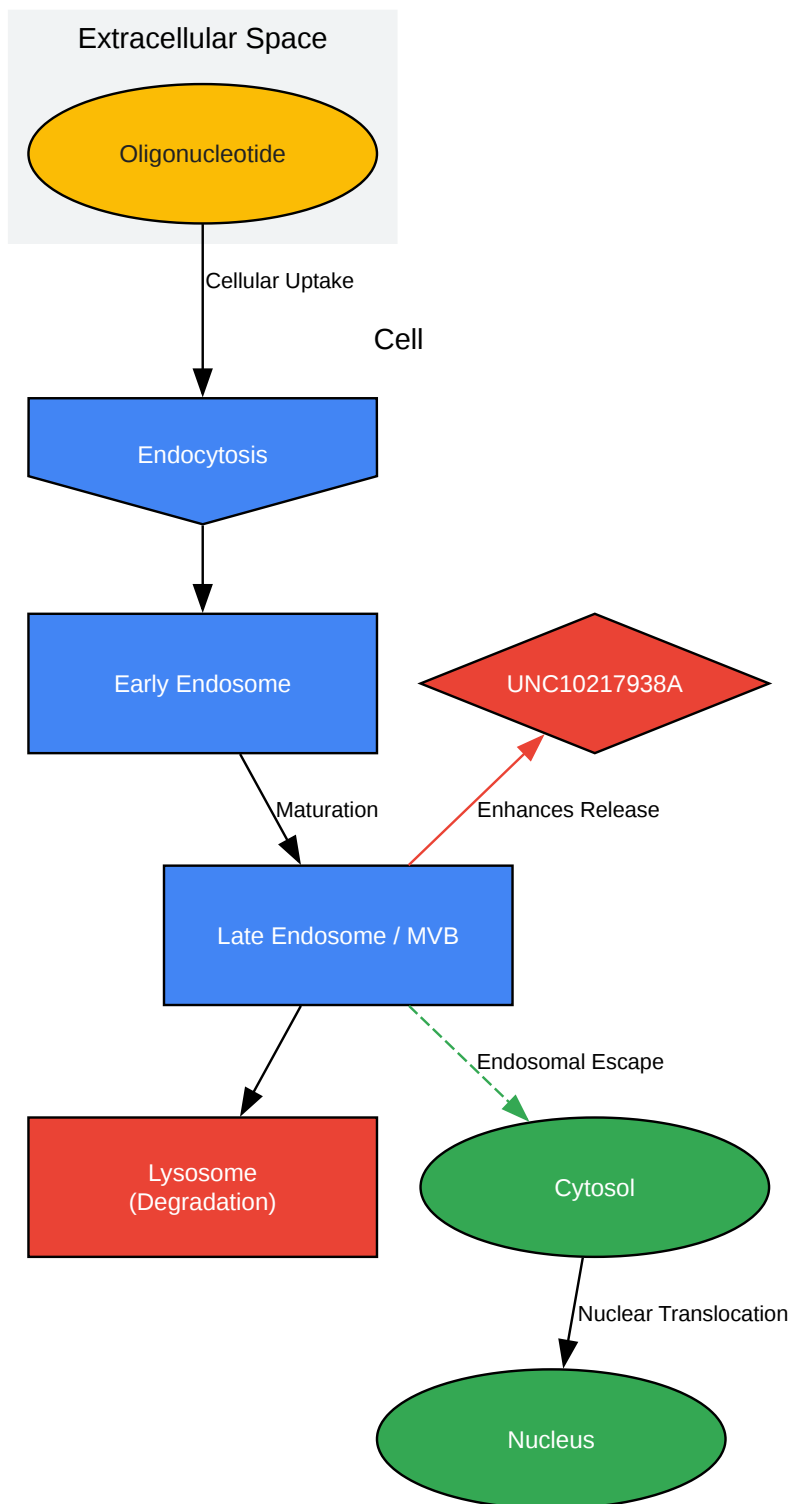 Extracellular Space
Oligonucleotide
Cellular Uptake
Cell
Endocytosis
Early Endosome
UNC10217938A
Maturation
Enhances Release
Late Endosome / MVB
Endosomal Escape
Lysosome
(Degradation)
Cytosol
Nuclear Translocation
Nucleus